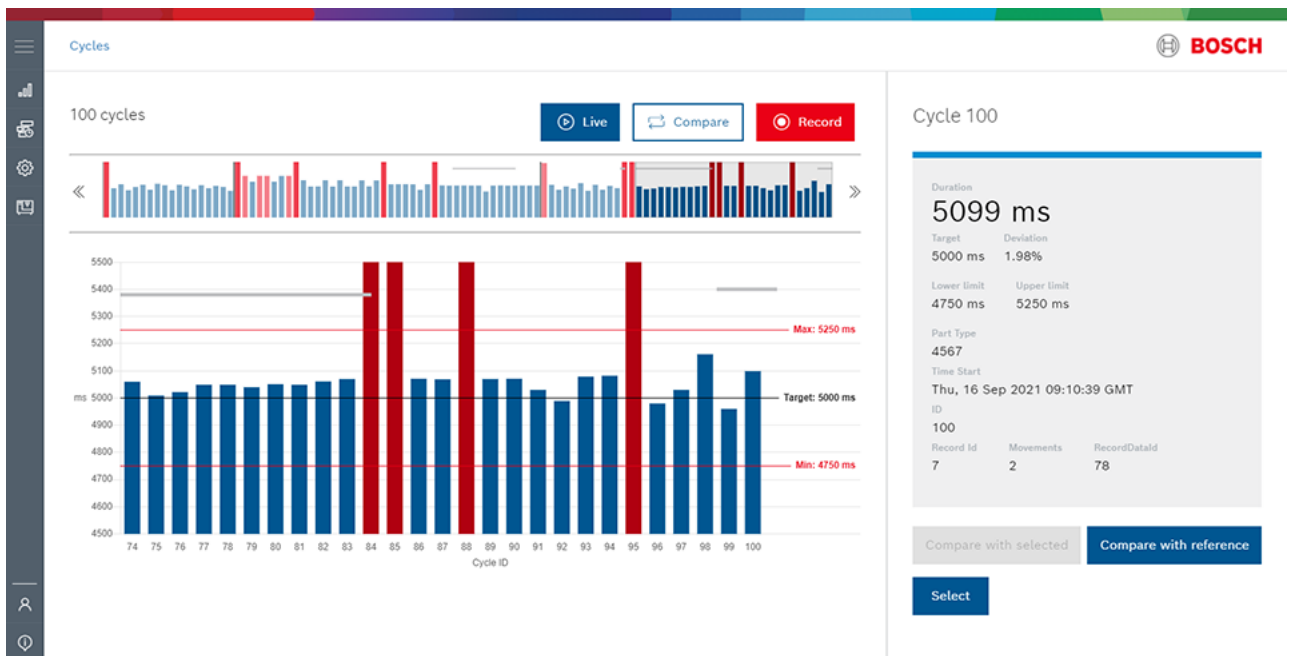 Cycles
BOSCH
100 cycles
Live
Compare
Record
5500
5400
5300
5200
5100
ms 5000
4900
4800
4700
4600
4500
Max: 5250 ms
Target: 5000 ms
Min: 4750 ms
74 75 76 77 78 79 80 81 82 83 84 85 86 87 88 89 90 91 92 93 94 95 96 97 98 99 100
Cycle ID
Cycle 100
Duration
5099 ms
Target Deviation
5000 ms 1.98%
Lower limit Upper limit
4750 ms 5250 ms
Part Type
4567
Time Start
Thu, 16 Sep 2021 09:10:39 GMT
ID
100
Record Id Movements RecordDataId
7 2 78
Compare with selected
Compare with reference
Select